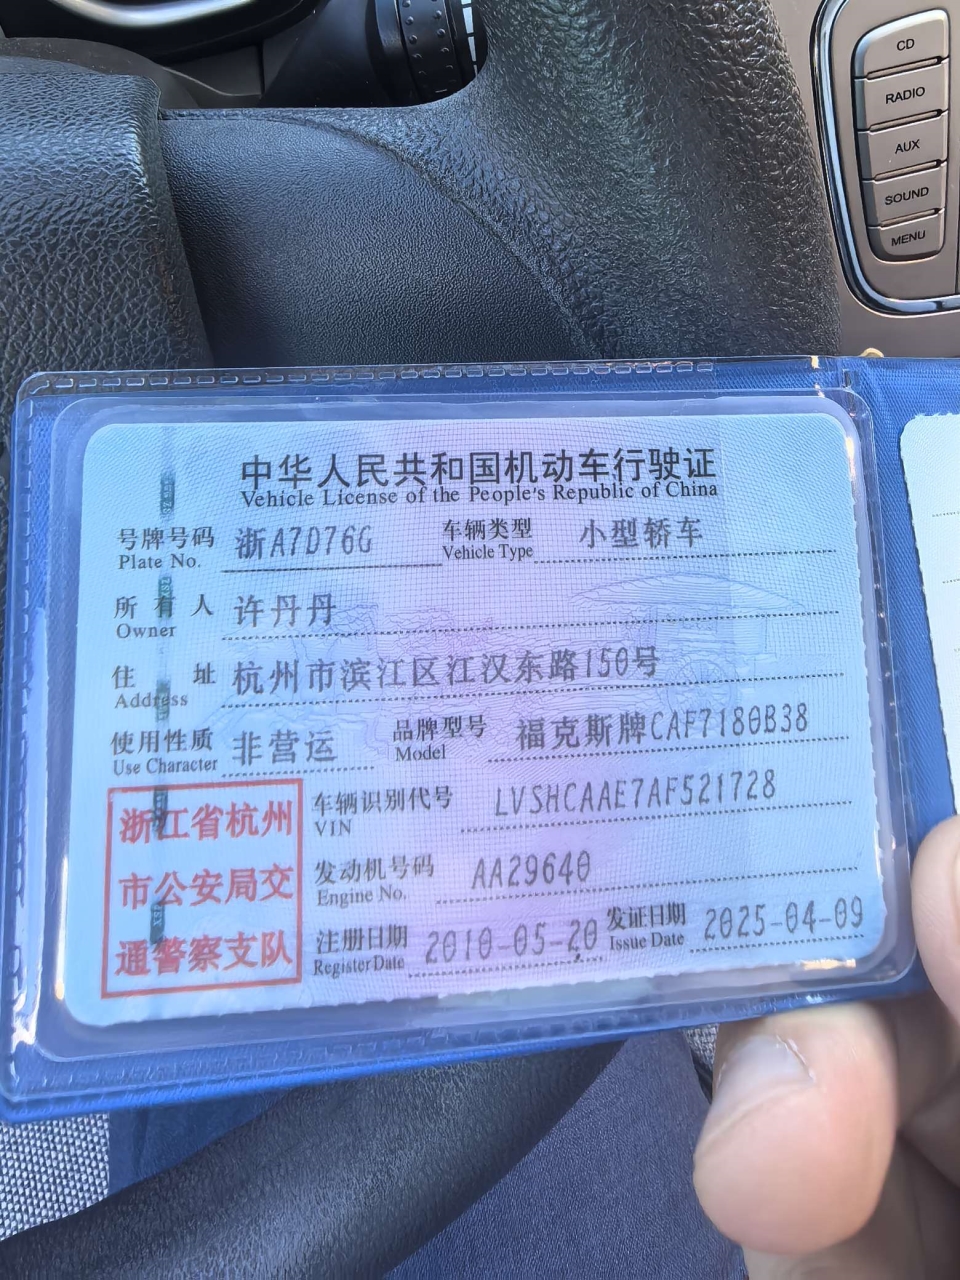 CD
RADIO
AUX
SOUND
MENU
中华人民共和国机动车行驶证
Vehicle License of the People's Republic of China
号牌号码 浙A7D76G 车辆类型 小型轿车
Plate No. Vehicle Type
所有人 许丹丹
Owner
住址 杭州市滨江区江汉东路150号
Address
使用性质 非营运 品牌型号 福克斯牌CAF7180B38
Use Character Model
浙江省杭州
市公安局交
通警察支队
车辆识别代号 LVSHCAAE7AF521728
VIN
发动机号码 AA29640
Engine No.
注册日期 2010-05-20 发证日期 2025-04-09
Register Date Issue Date